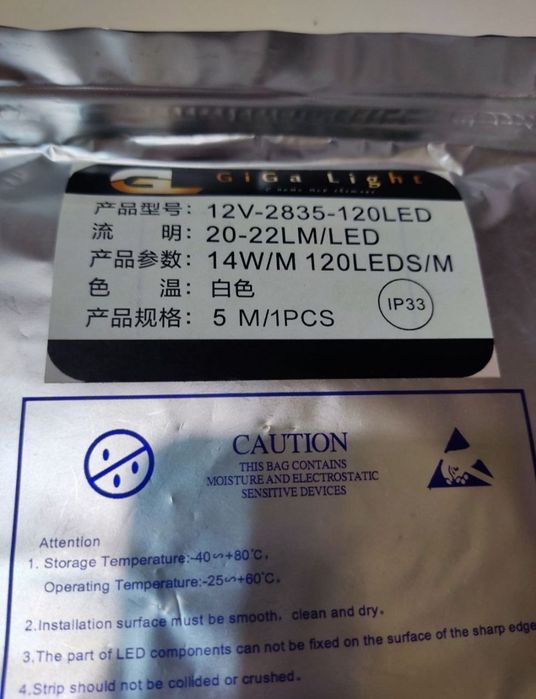 GL GiGa Light
产品型号：12V-2835-120LED
流 明：20-22LM/LED
产品参数：14W/M 120LEDS/M
色 温：白色
IP33
产品规格：5 M/1PCS
CAUTION
THIS BAG CONTAINS
MOISTURE AND ELECTROSTATIC
SENSITIVE DEVICES
Attention
1. Storage Temperature:-40∽+80℃。
Operating Temperature:-25∽+60℃。
2.Installation surface must be smooth，clean and dry。
3.The part of LED components can not be fixed on the surface of the sharp edge
4.Strip should not be collided or crushed。